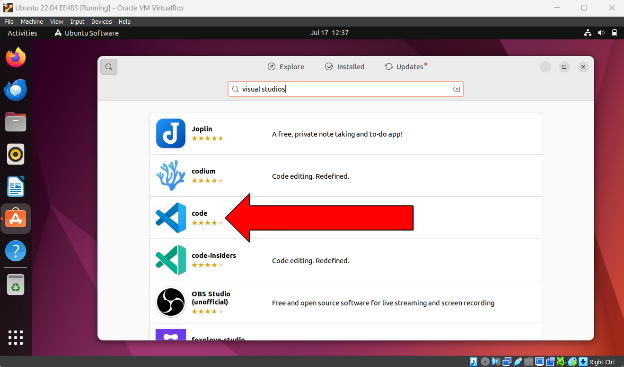 Ubuntu 22.04 EE483 [Running] - Oracle VM VirtualBox
File Machine View Input Devices Help
Activities Ubuntu Software Jul 17 12:37
Explore Installed Updates
visual studios
Joplin
A free, private note taking and to-do app!
codium
Code editing. Redefined.
code
code-insiders
Code editing. Redefined.
OBS Studio
(unofficial)
Free and open source software for live streaming and screen recording
foxglove-studio
Right Ctrl